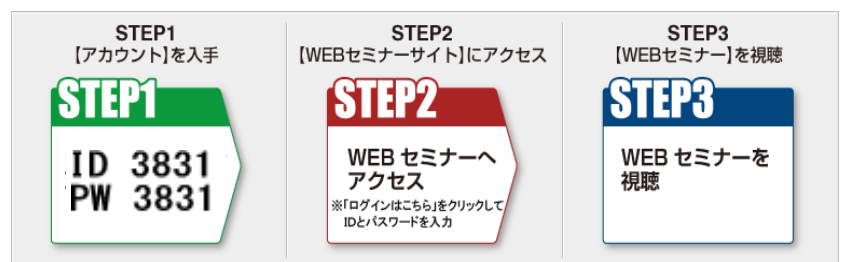 STEP1
【アカウント】を入手
STEP1
ID 3831
PW 3831
STEP2
【WEBセミナーサイト】にアクセス
STEP2
WEB セミナーへ
アクセス
※「ログインはこちら」をクリックして
IDとパスワードを入力
STEP3
【WEBセミナー】を視聴
STEP3
WEB セミナーを
視聴